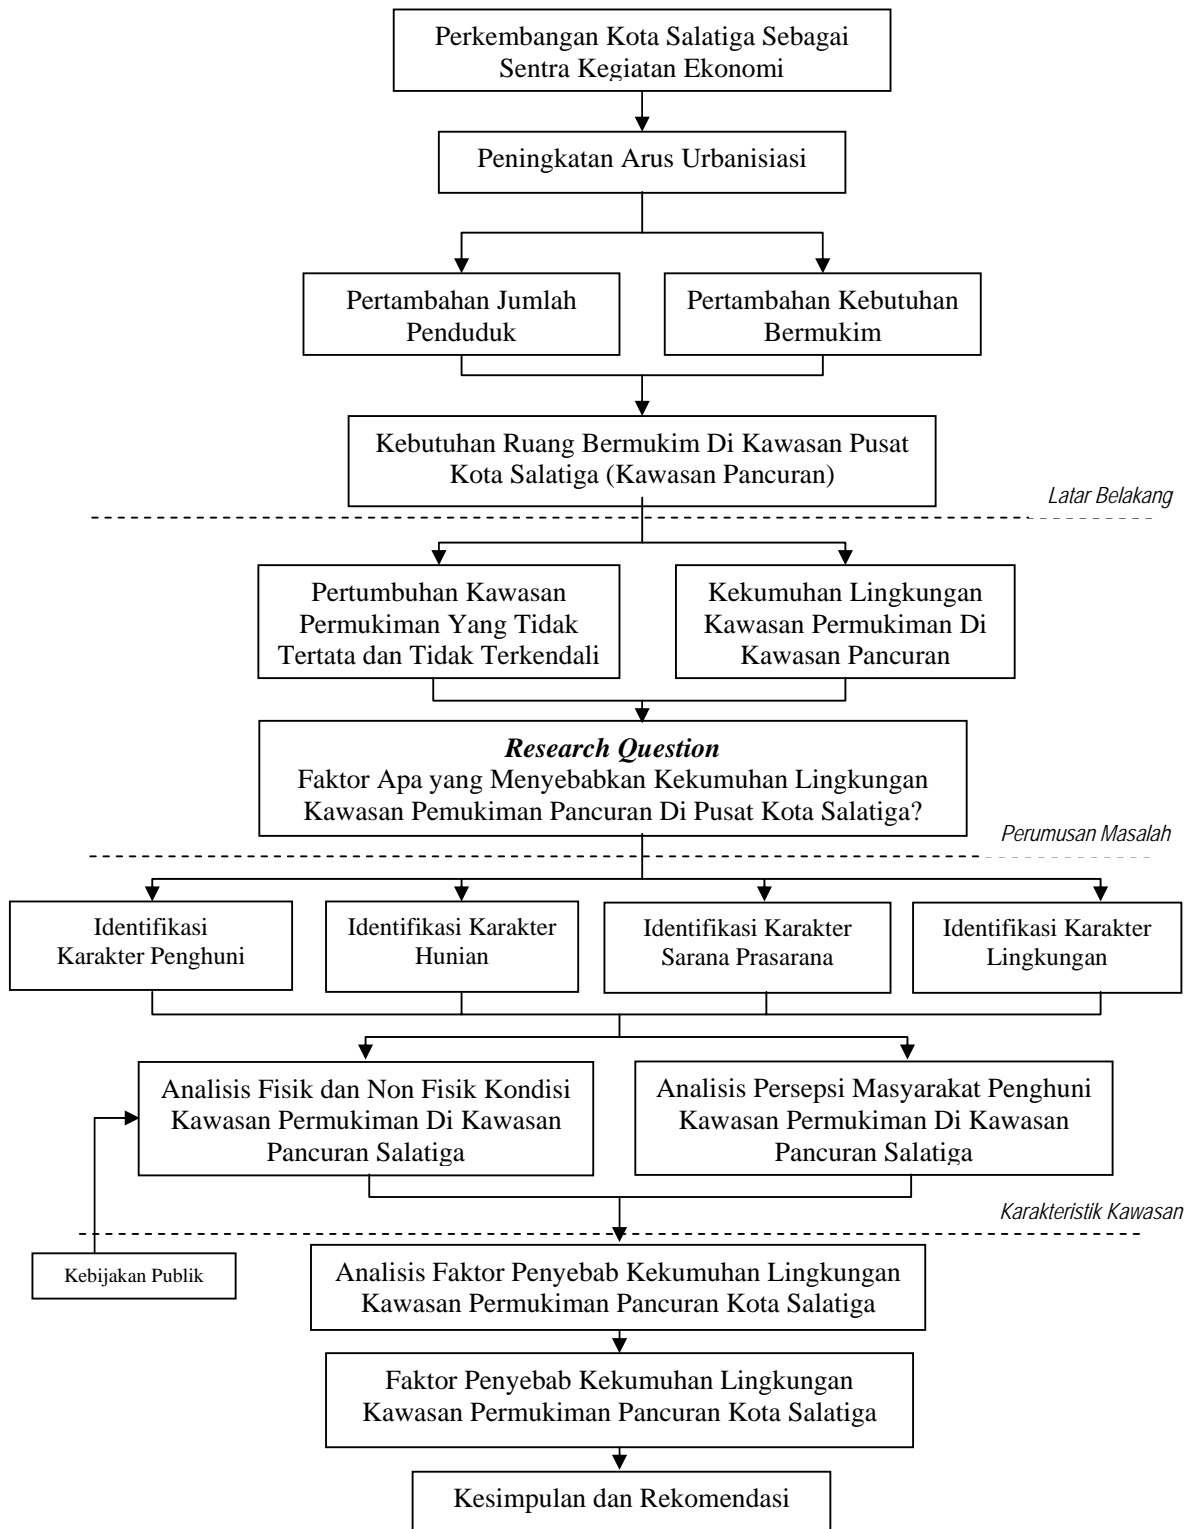 Perkembangan Kota Salatiga Sebagai
Sentra Kegiatan Ekonomi
Peningkatan Arus Urbanisiasi
Pertambahan Jumlah
Penduduk
Pertambahan Kebutuhan
Bermukim
Kebutuhan Ruang Bermukim Di Kawasan Pusat
Kota Salatiga (Kawasan Pancuran)
Latar Belakang
Pertumbuhan Kawasan
Permukiman Yang Tidak
Tertata dan Tidak Terkendali
Kekumuhan Lingkungan
Kawasan Permukiman Di
Kawasan Pancuran
Research Question
Faktor Apa yang Menyebabkan Kekumuhan Lingkungan
Kawasan Pemukiman Pancuran Di Pusat Kota Salatiga?
Perumusan Masalah
Identifikasi
Karakter Penghuni
Identifikasi Karakter
Hunian
Identifikasi Karakter
Sarana Prasarana
Identifikasi Karakter
Lingkungan
Analisis Fisik dan Non Fisik Kondisi
Kawasan Permukiman Di Kawasan
Pancuran Salatiga
Analisis Persepsi Masyarakat Penghuni
Kawasan Permukiman Di Kawasan
Pancuran Salatiga
Karakteristik Kawasan
Kebijakan Publik
Analisis Faktor Penyebab Kekumuhan Lingkungan
Kawasan Permukiman Pancuran Kota Salatiga
Faktor Penyebab Kekumuhan Lingkungan
Kawasan Permukiman Pancuran Kota Salatiga
Kesimpulan dan Rekomendasi